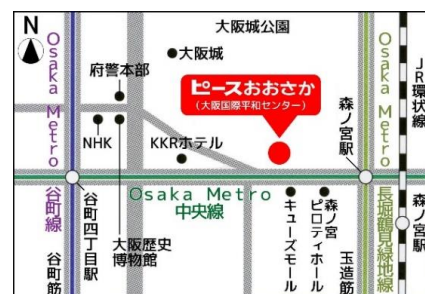 N
大阪城公園
Osaka Metro
谷町線
大阪城
府警本部
ピースおおさか
(大阪国際平和センター)
NHK
KKRホテル
森ノ宮駅
Osaka Metro
長堀鶴見緑地線
JR環状線
森ノ宮駅
Osaka Metro
中央線
谷町四丁目駅
谷町筋
大阪歴史
博物館
キューズモール
森ノ宮
ピロティホール
玉造筋